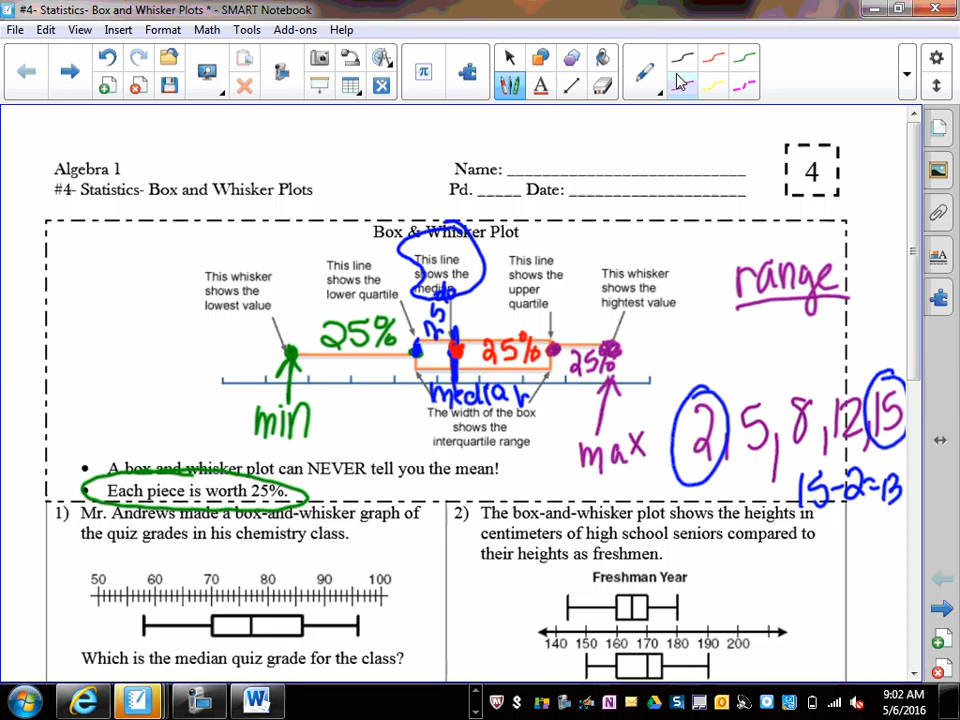 #4- Statistics- Box and Whisker Plots * - SMART Notebook
File Edit View Insert Format Math Tools Add-ons Help
Algebra 1
Name:
#4- Statistics- Box and Whisker Plots
Pd. _____ Date:
4
Box & Whisker Plot
This whisker
shows the
lowest value
This line
shows the
lower quartile
This line
shows the
median
This line
shows the
upper
quartile
This whisker
shows the
hightest value
range
25%
25%
25%
min
median
max
The width of the box
shows the
interquartile range
2, 5, 8, 12, 15
15-2=13
• A box and whisker plot can NEVER tell you the mean!
• Each piece is worth 25%.
1) Mr. Andrews made a box-and-whisker graph of
the quiz grades in his chemistry class.
50 60 70 80 90 100
Which is the median quiz grade for the class?
2) The box-and-whisker plot shows the heights in
centimeters of high school seniors compared to
their heights as freshmen.
Freshman Year
140 150 160 170 180 190 200
9:02 AM
5/6/2016